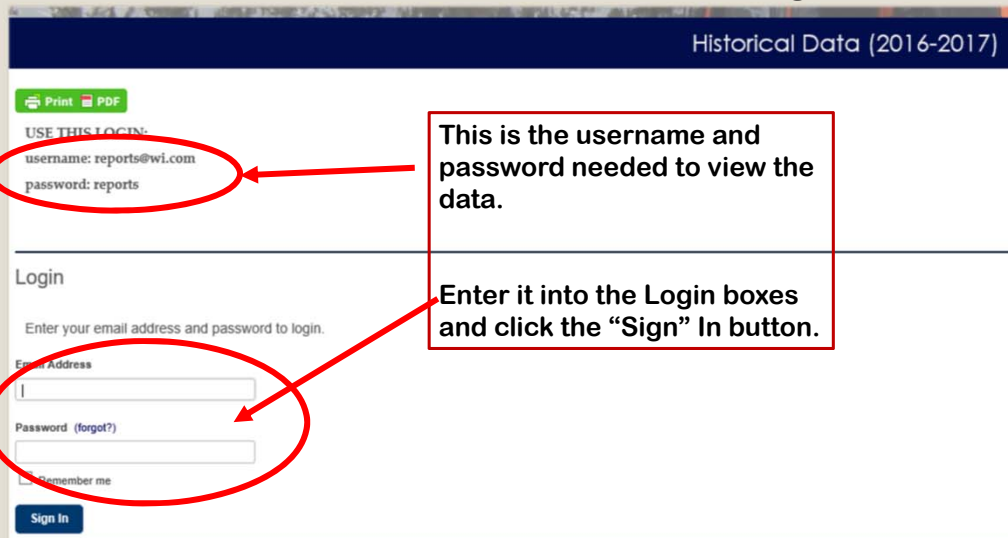 Historical Data (2016-2017)
Print PDF
USE THIS LOGIN:
username: reports@wi.com
password: reports
This is the username and
password needed to view the
data.
Enter it into the Login boxes
and click the “Sign” In button.
Login
Enter your email address and password to login.
Email Address
Password (forgot?)
Remember me
Sign In